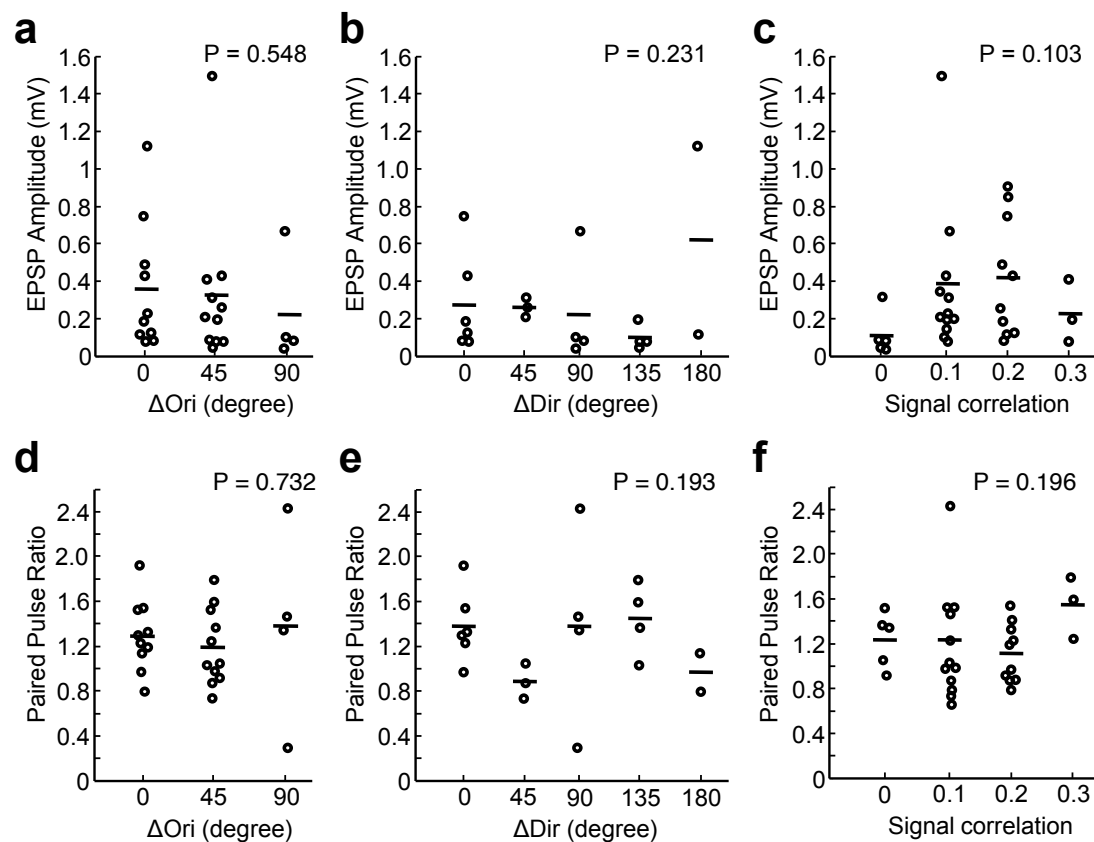 a
P = 0.548
EPSP Amplitude (mV)
1.6
1.4
1.2
1.0
0.8
0.6
0.4
0.2
0
0 45 90
ΔOri (degree)
b
P = 0.231
EPSP Amplitude (mV)
1.6
1.4
1.2
1.0
0.8
0.6
0.4
0.2
0
0 45 90 135 180
ΔDir (degree)
c
P = 0.103
EPSP Amplitude (mV)
1.6
1.4
1.2
1.0
0.8
0.6
0.4
0.2
0
0 0.1 0.2 0.3
Signal correlation
d
P = 0.732
Paired Pulse Ratio
2.4
2.0
1.6
1.2
0.8
0.4
0
0 45 90
ΔOri (degree)
e
P = 0.193
Paired Pulse Ratio
2.4
2.0
1.6
1.2
0.8
0.4
0
0 45 90 135 180
ΔDir (degree)
f
P = 0.196
Paired Pulse Ratio
2.4
2.0
1.6
1.2
0.8
0.4
0
0 0.1 0.2 0.3
Signal correlation